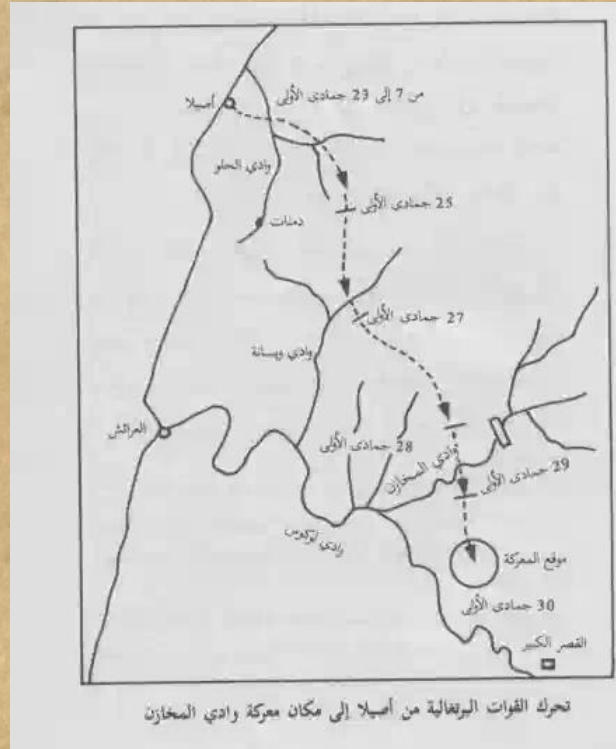 من 7 إلى 23 جمادى الأولى
أصيلا
وادي الحلو
25 جمادى الأولى
دمنات
27 جمادى الأولى
وادي ويسانة
العرائش
28 جمادى الأولى
وادي المخازن
29 جمادى الأولى
وادي لوكوس
موقع المعركة
30 جمادى الأولى
القصر الكبير
تحرك القوات البرتغالية من أصيلا إلى مكان معركة وادي المخازن